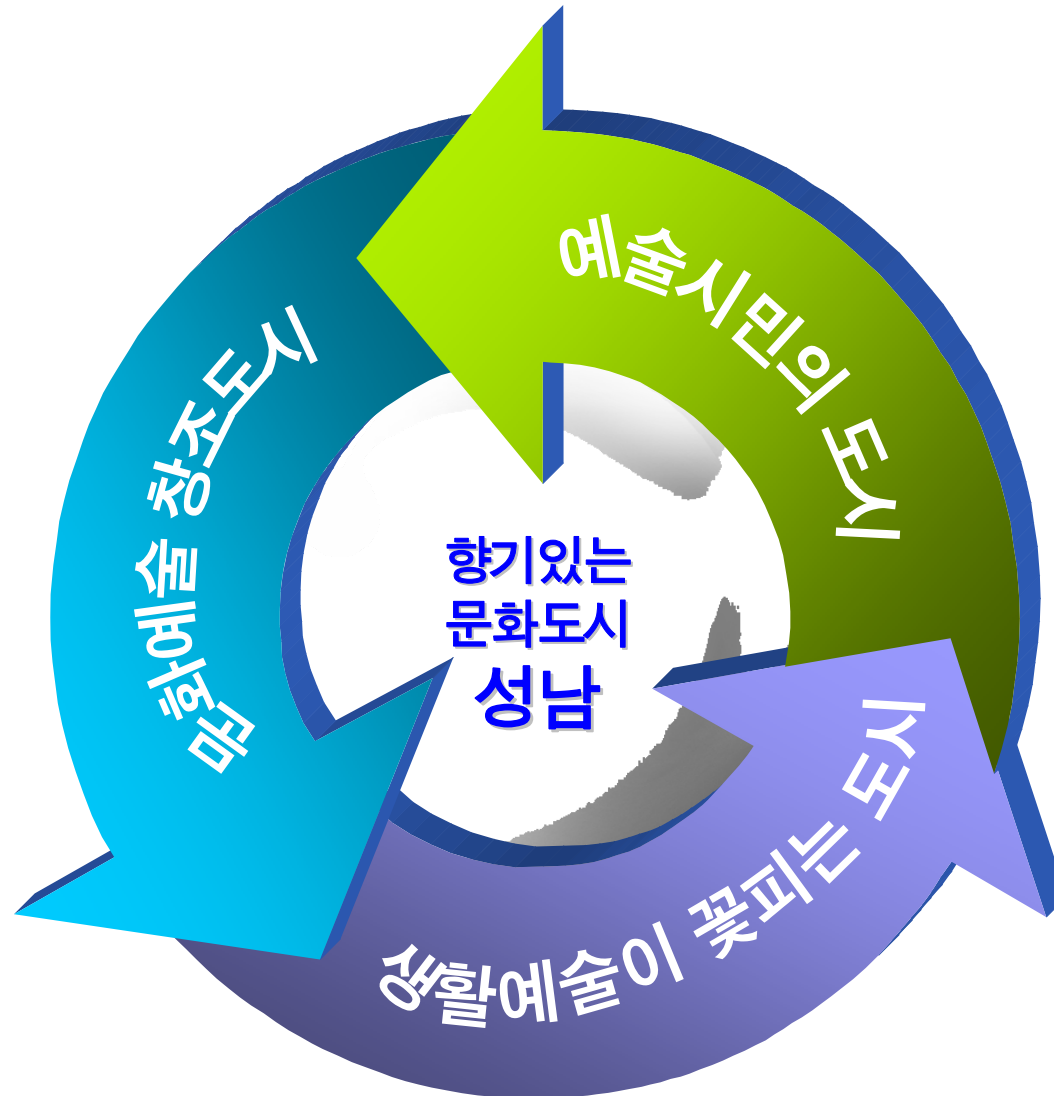 예술시민의 도시
문화예술 창조도시
향기있는
문화도시
성남
생활예술이 꽃피는 도시